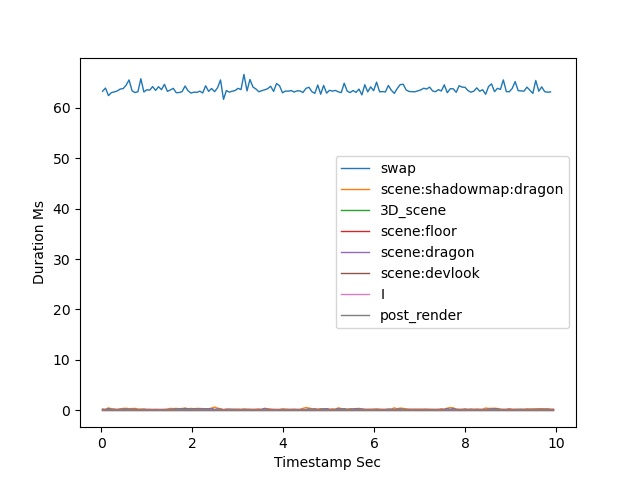 60
50
40
30
20
10
0
Duration Ms
swap
scene:shadowmap:dragon
3D_scene
scene:floor
scene:dragon
scene:devlook
I
post_render
0 2 4 6 8 10
Timestamp Sec